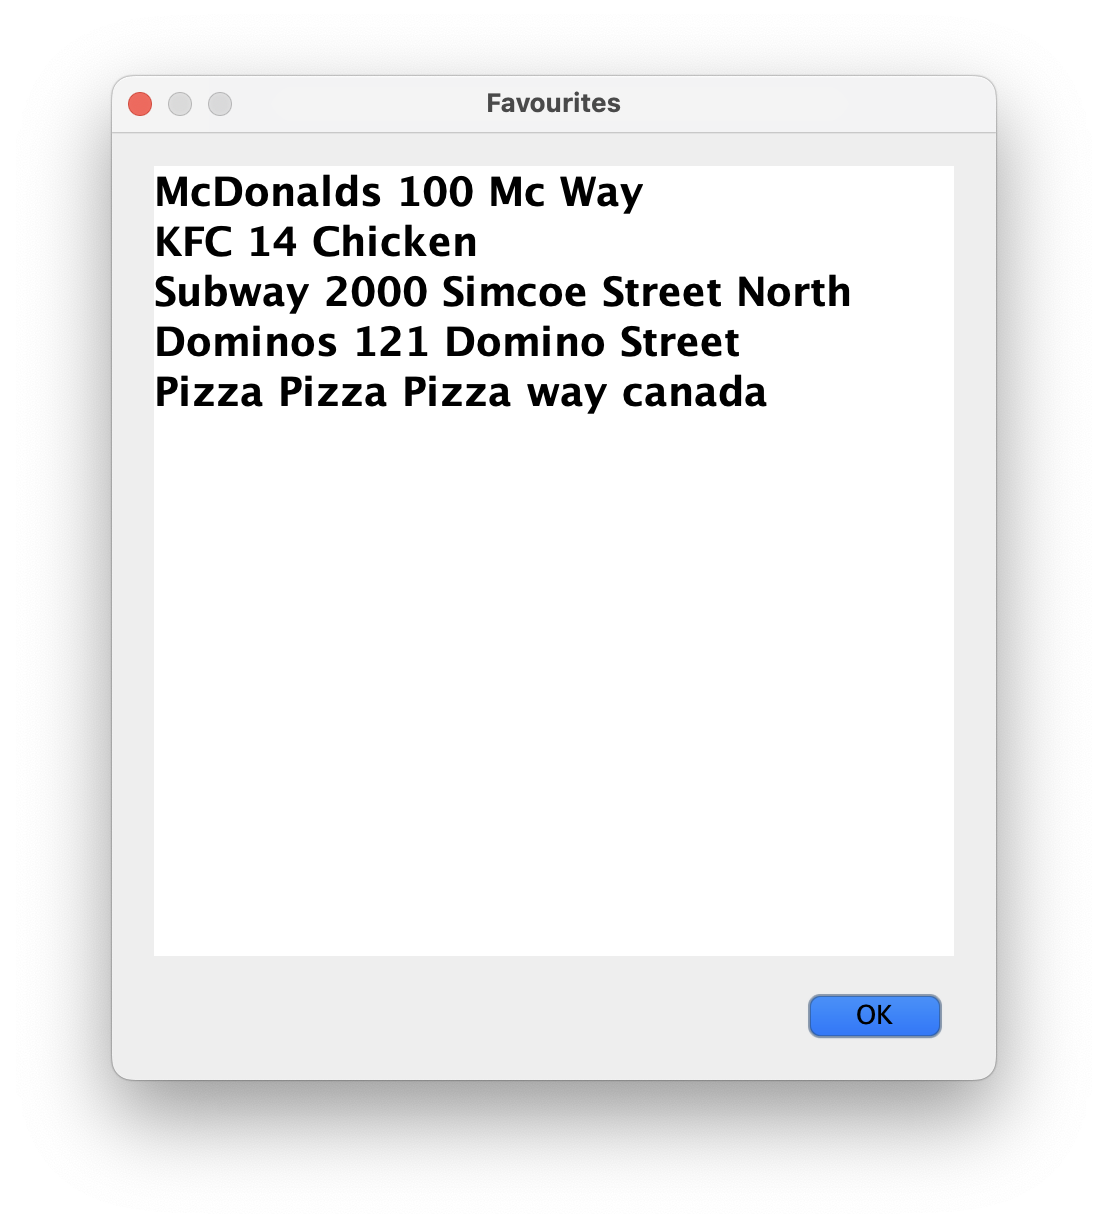 Favourites
McDonalds 100 Mc Way
KFC 14 Chicken
Subway 2000 Simcoe Street North
Dominos 121 Domino Street
Pizza Pizza Pizza way canada
OK